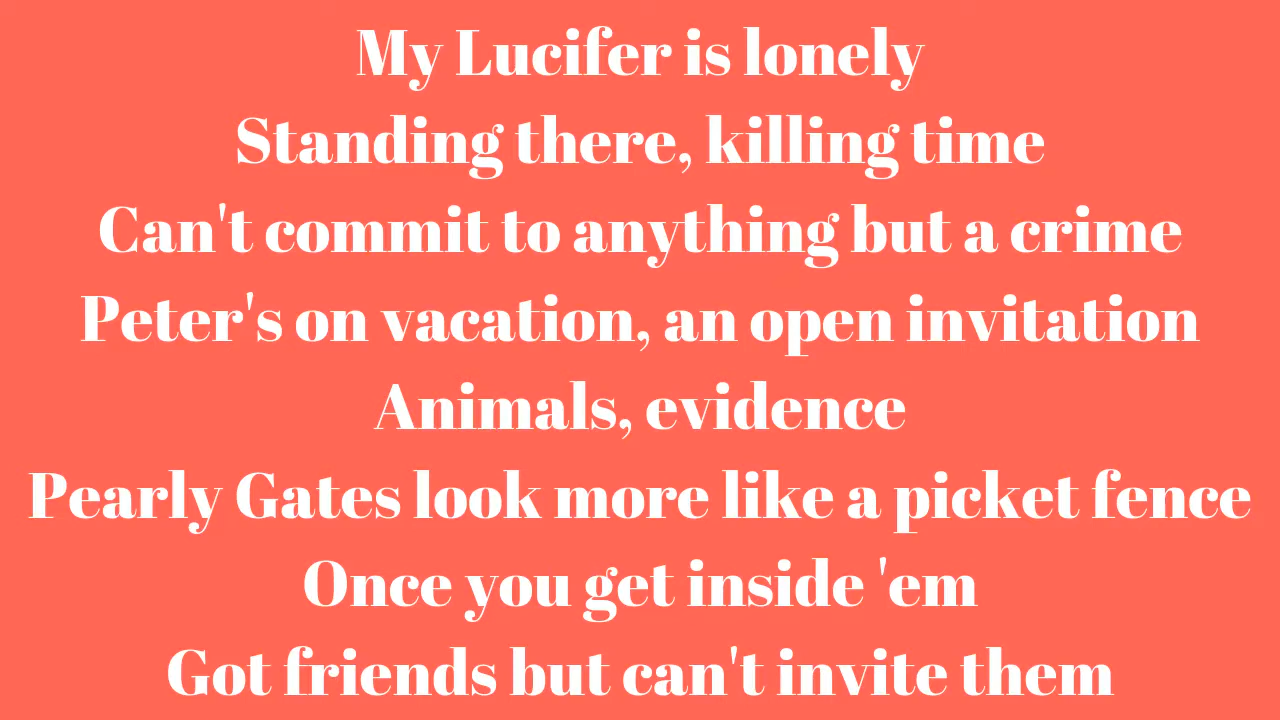 My Lucifer is lonely
Standing there, killing time
Can't commit to anything but a crime
Peter's on vacation, an open invitation
Animals, evidence
Pearly Gates look more like a picket fence
Once you get inside 'em
Got friends but can't invite them